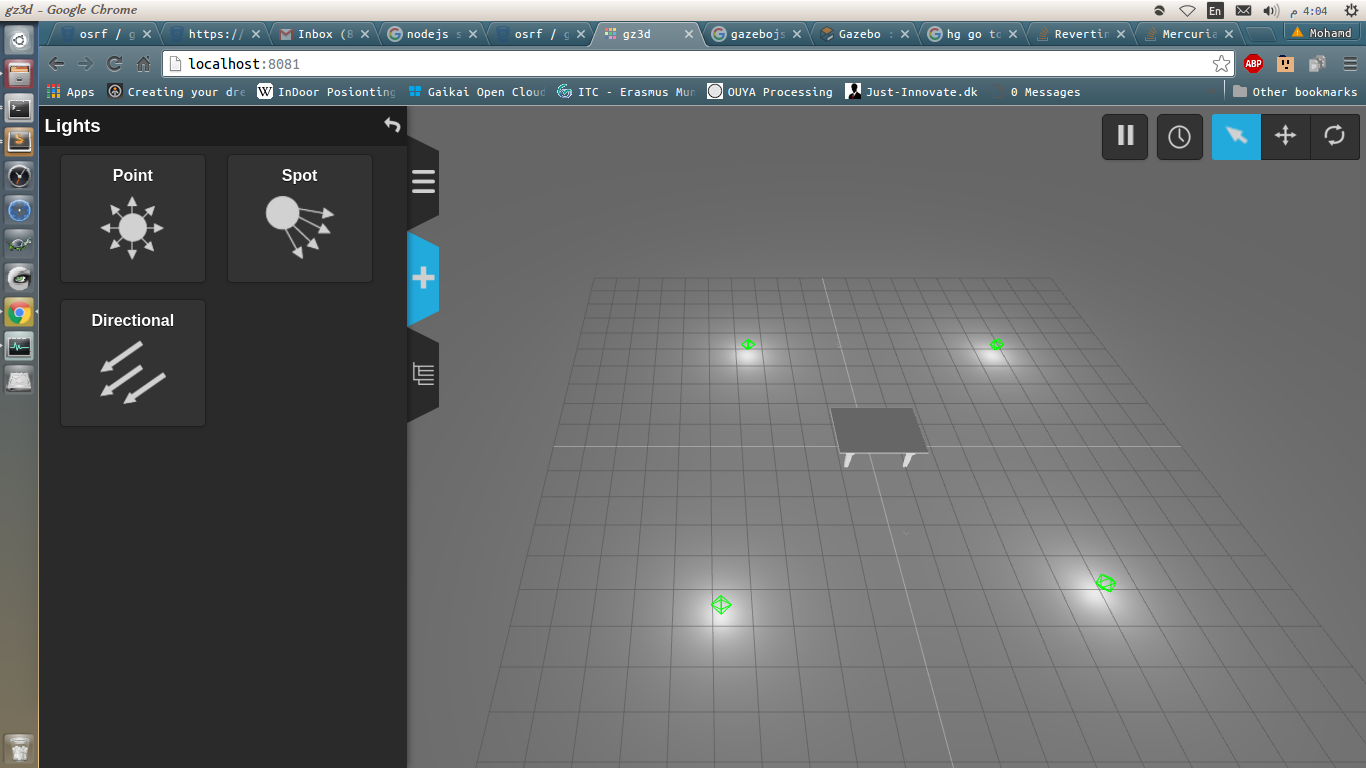 gz3d - Google Chrome
En
4:04 م
osrf / g
https://
Inbox (8
nodejs s
osrf / g
gz3d
gazebojs
Gazebo :
hg go to
Revertin
Mercuria
Mohamd
localhost:8081
ABP
Apps
Creating your dre
W
InDoor Posionting
Gaikai Open Cloud
ITC - Erasmus Mun
OUYA Processing
Just-Innovate.dk
0 Messages
Other bookmarks
Lights
Point
Spot
Directional